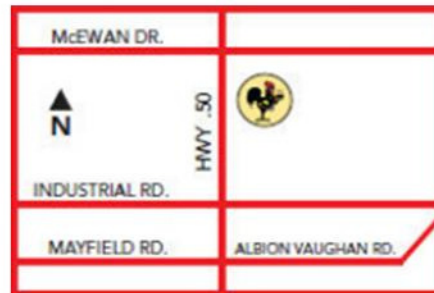 McEWAN DR.
N
HWY .50
INDUSTRIAL RD.
MAYFIELD RD.
ALBION VAUGHAN RD.